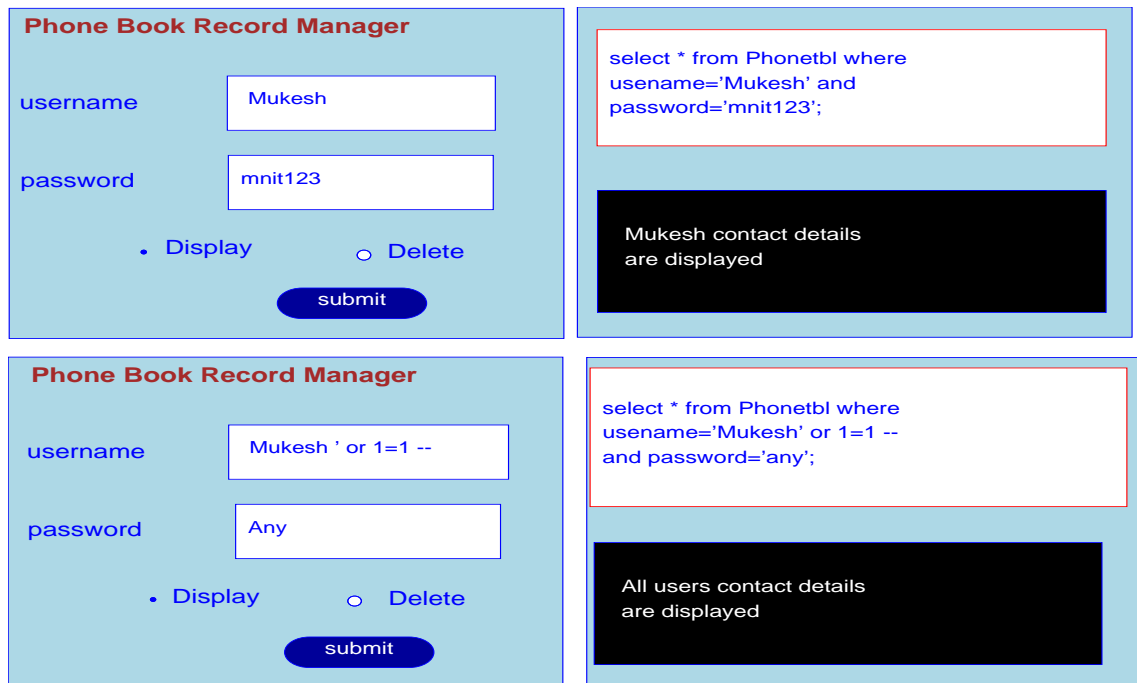 Phone Book Record Manager
username
Mukesh
password
mnit123
Display
Delete
submit
select * from Phonetbl where
usename=’Mukesh’ and
password=’mnit123’;
Mukesh contact details
are displayed
Phone Book Record Manager
username
Mukesh ’ or 1=1 --
password
Any
Display
Delete
submit
select * from Phonetbl where
usename=’Mukesh’ or 1=1 --
and password=’any’;
All users contact details
are displayed